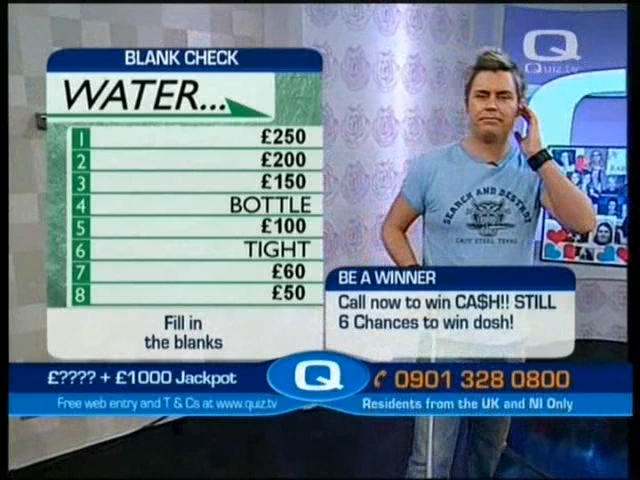 BLANK CHECK
WATER...
1 £250
2 £200
3 £150
4 BOTTLE
5 £100
6 TIGHT
7 £60
8 £50
Fill in
the blanks
Q
Quiz.tv
SEARCH AND DESTROY
BE A WINNER
Call now to win CA$H!! STILL
6 Chances to win dosh!
£???? + £1000 Jackpot
Q
0901 328 0800
Free web entry and T & Cs at www.quiz.tv
Residents from the UK and NI Only